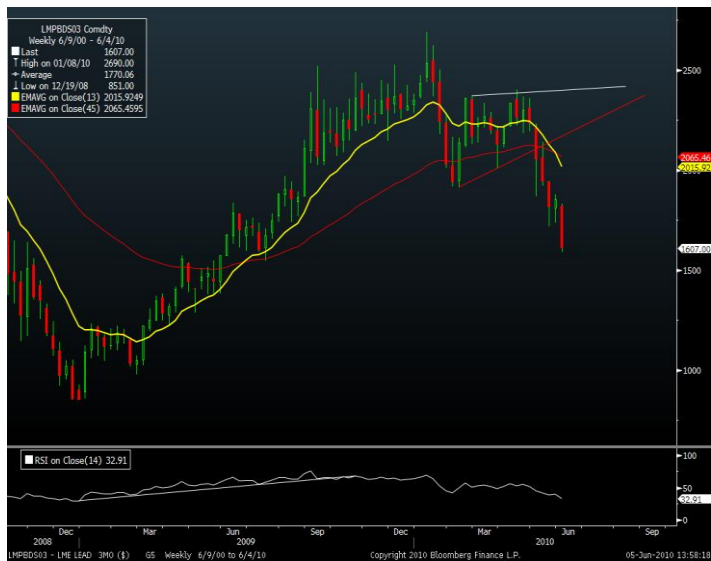 LMPBDS03 Comdty
Weekly 6/9/00 - 6/4/10
Last 1607.00
High on 01/08/10 2690.00
Average 1770.06
Low on 12/19/08 851.00
EMAVG on Close(13) 2015.9249
EMAVG on Close(45) 2065.4595
2500
2065.46
2015.92
2000
1607.00
1500
1000
RSI on Close(14) 32.91
100
50
32.91
0
Dec Mar Jun Sep Dec Mar Jun Sep
2008 2009 2010
LMPBDS03 - LME LEAD 3MO ($) G5 Weekly 6/9/00 to 6/4/10 Copyright 2010 Bloomberg Finance L.P. 05-Jun-2010 13:58:18